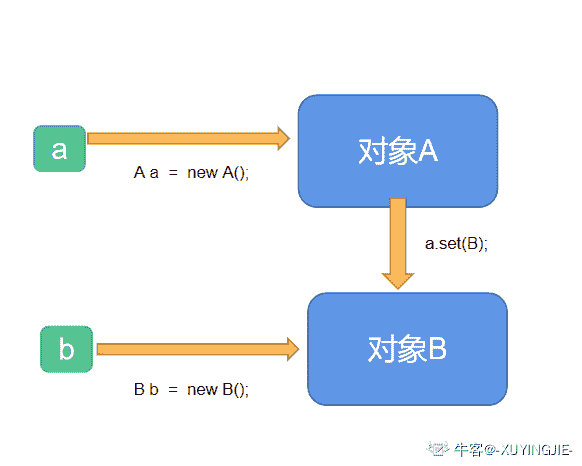 a
对象A
A a = new A();
a.set(B);
b
对象B
B b = new B();
牛客@-XUYINGJIE-